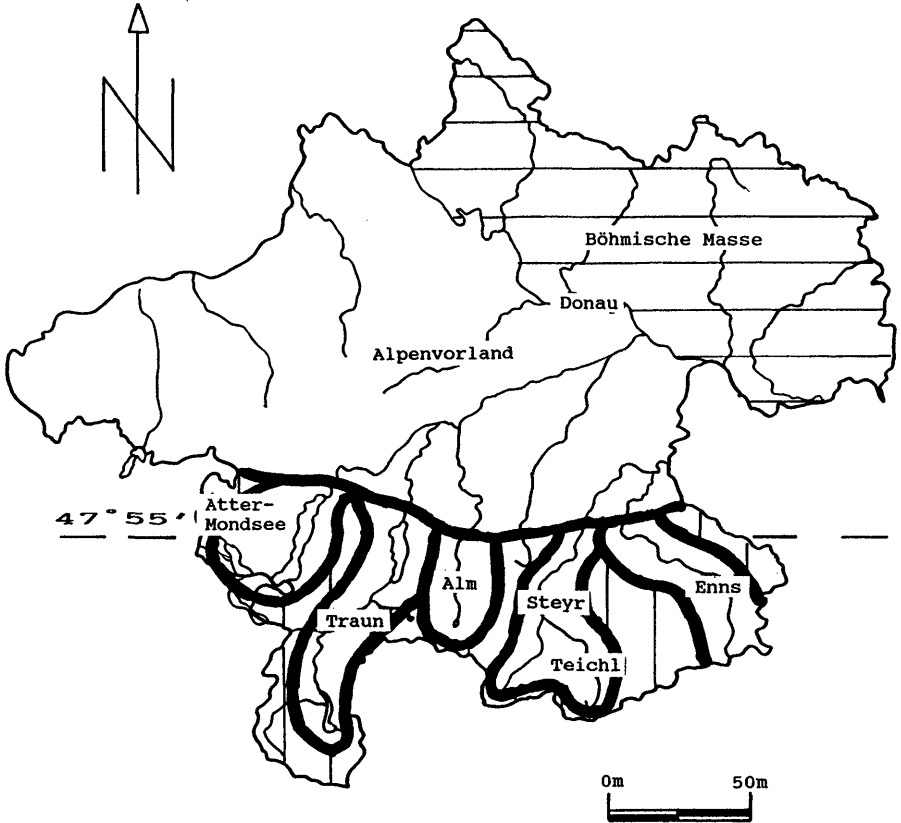 N
Böhmische Masse
Donau
Alpenvorland
Atter-
Mondsee
47°55'
Alm
Enns
Steyr
Traun
Teichl
0m 50m